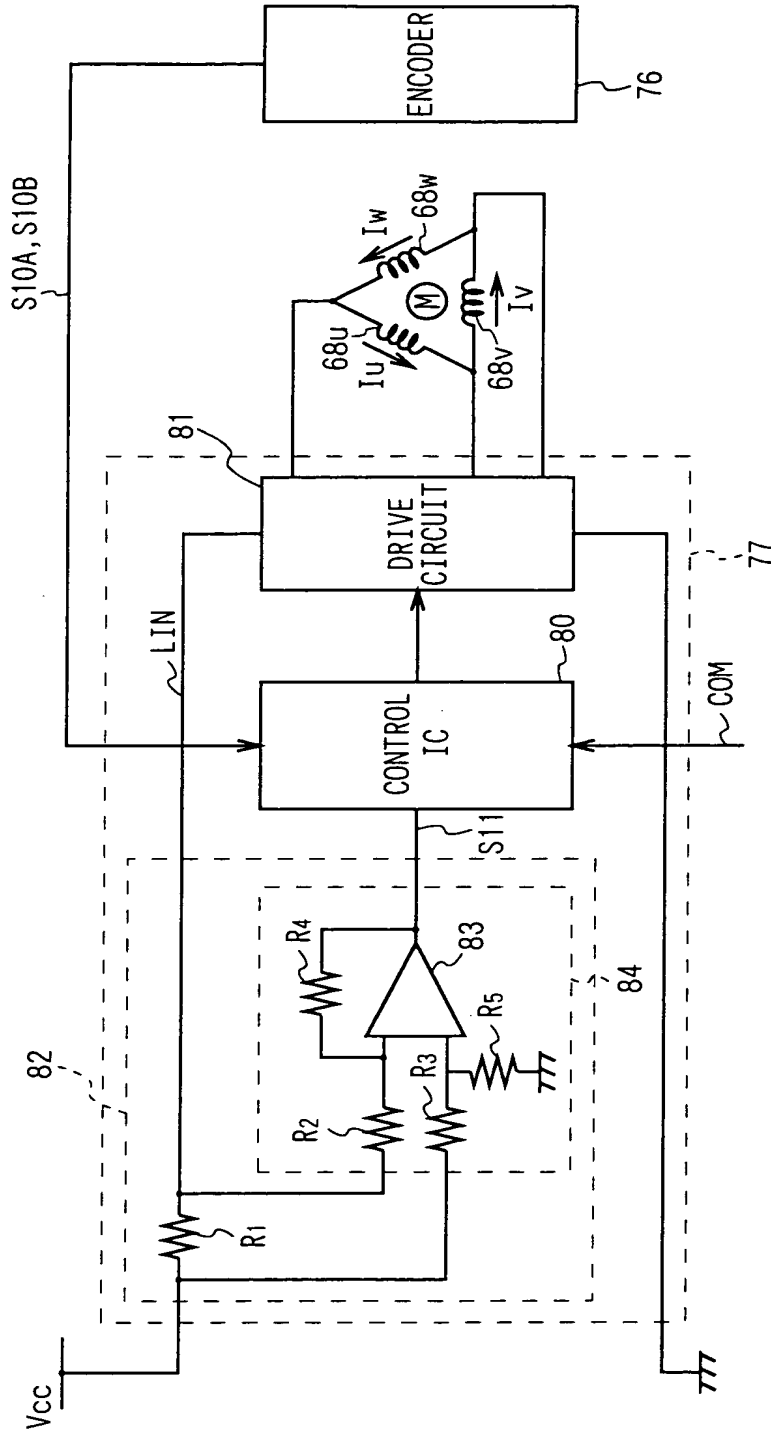 Vcc
82
R1
R2
R3
R4
R5
83
84
S11
LIN
CONTROL
IC
80
COM
77
81
DRIVE
CIRCUIT
S10A, S10B
68u
Iu
M
Iw
68w
68v
Iv
ENCODER
76